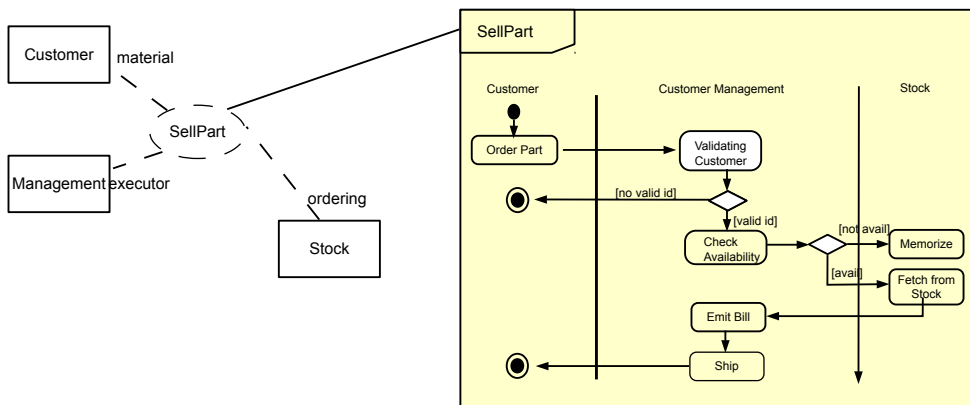 Customer
material
SellPart
Management
executor
ordering
Stock
SellPart
Customer
Customer Management
Stock
Order Part
Validating
Customer
[no valid id]
[valid id]
Check
Availability
[not avail]
Memorize
[avail]
Fetch from
Stock
Emit Bill
Ship